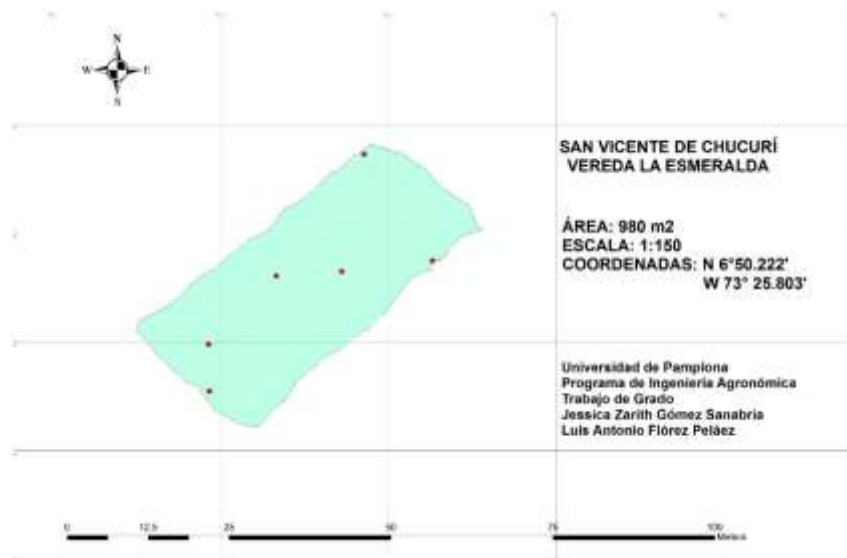 N
W E
S
SAN VICENTE DE CHUCURÍ
VEREDA LA ESMERALDA
ÁREA: 980 m2
ESCALA: 1:150
COORDENADAS: N 6°50.222'
W 73° 25.803'
Universidad de Pamplona
Programa de Ingeniería Agronómica
Trabajo de Grado
Jessica Zarith Gómez Sanabria
Luis Antonio Flórez Peláez
0 12.5 25 50 75 100
Meters